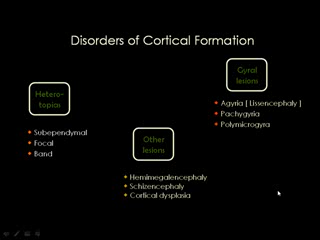 Disorders of Cortical Formation
Hetero-
topias
Subependymal
Focal
Band
Other
lesions
Hemimegalencephaly
Schizencephaly
Cortical dysplasia
Gyral
lesions
Agyria [ Lissencephaly ]
Pachygyria
Polymicrogyra